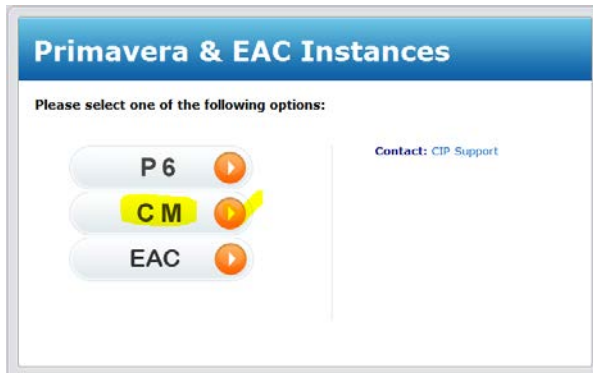 Primavera & EAC Instances
Please select one of the following options:
P 6
C M
EAC
Contact: CIP Support